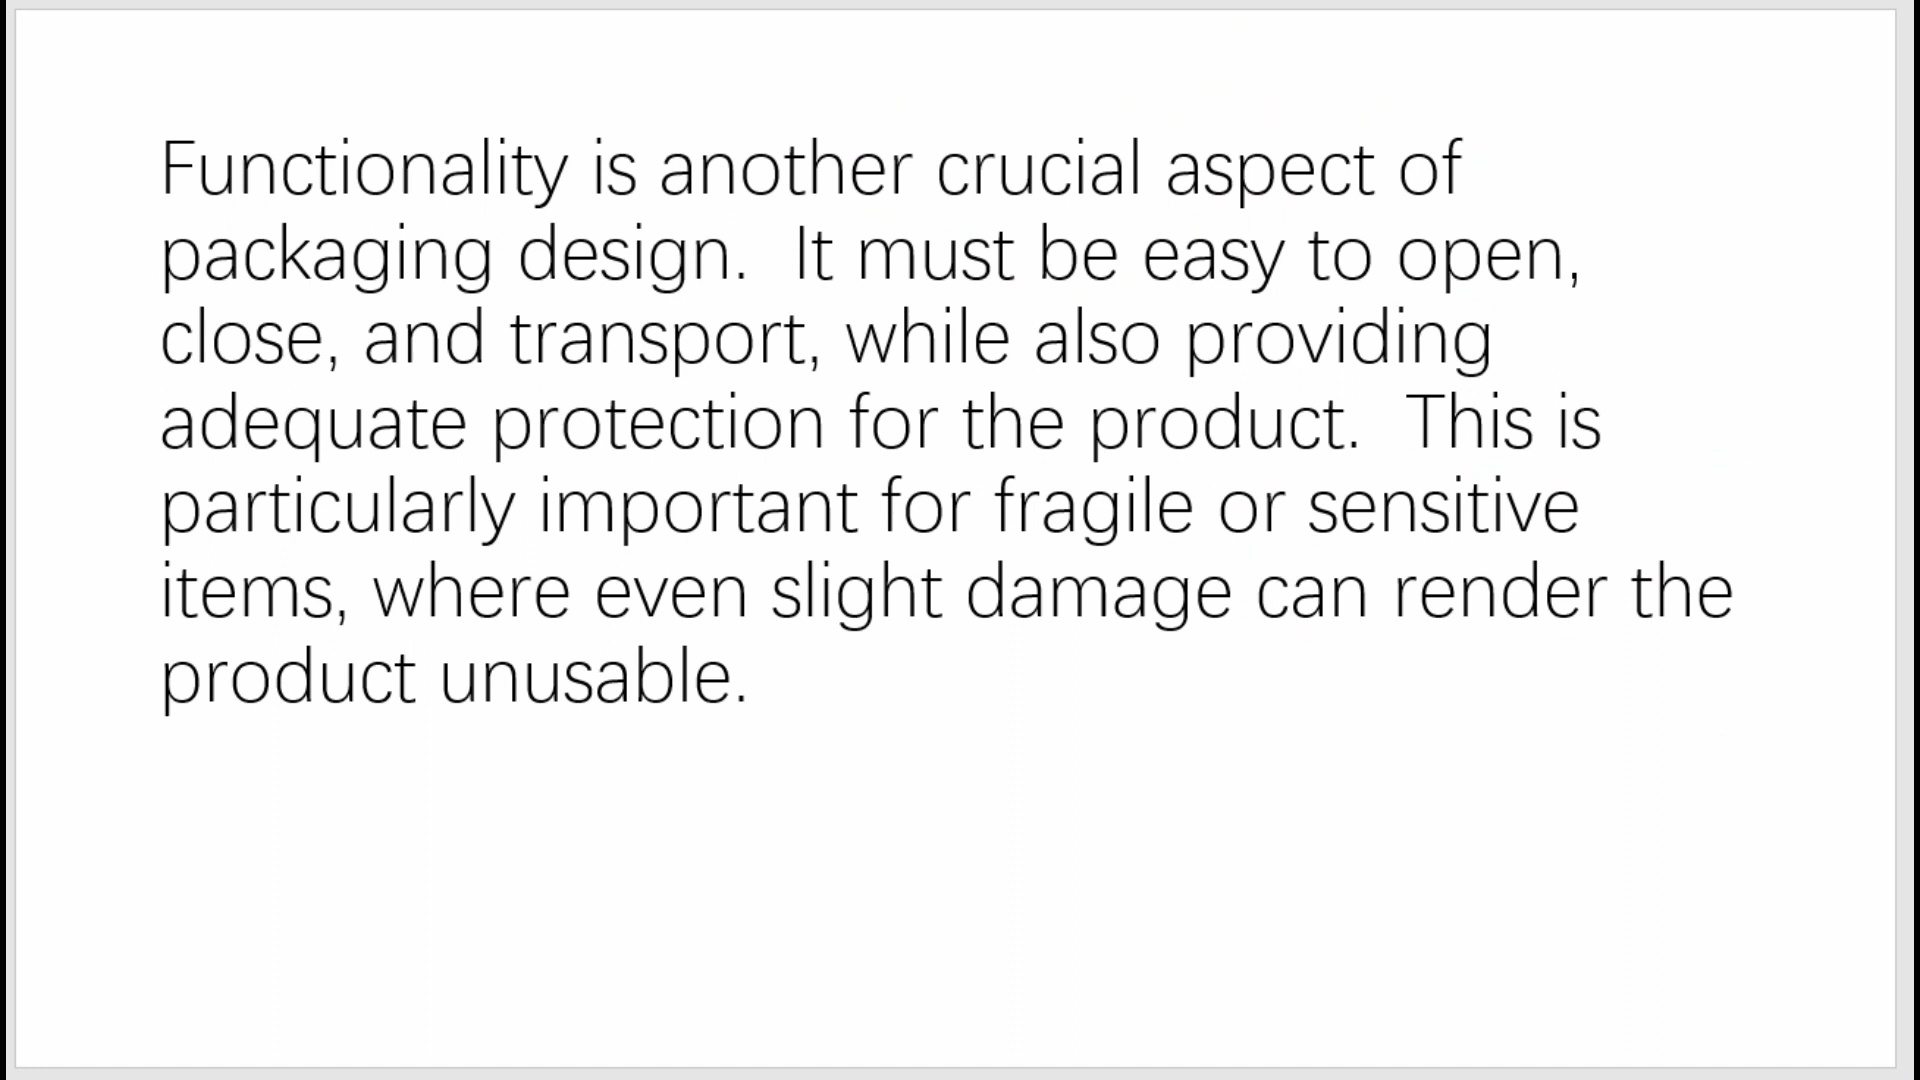 Functionality is another crucial aspect of
packaging design.  It must be easy to open,
close, and transport, while also providing
adequate protection for the product.  This is
particularly important for fragile or sensitive
items, where even slight damage can render the
product unusable.